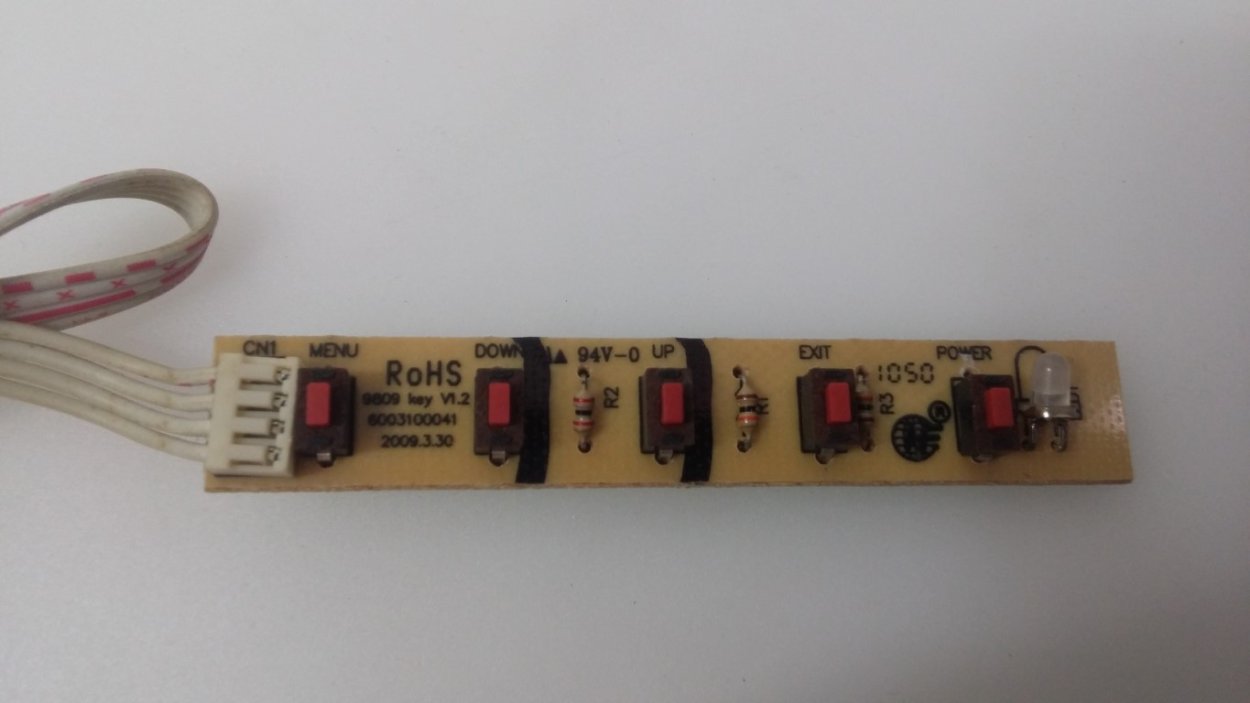 CN1
MENU
RoHS
9809 key V1.2
6003100041
2009.3.30
DOWN
94V-0
R2
UP
R1
EXIT
R3
1050
®
POWER